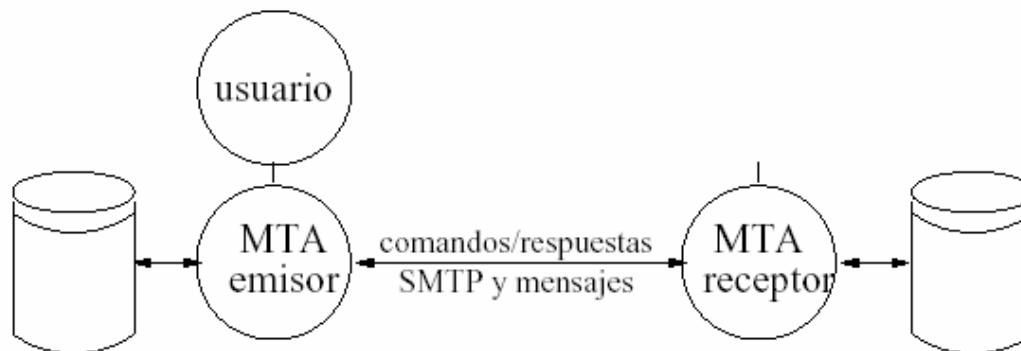 usuario
MTA
emisor
comandos/respuestas
SMTP y mensajes
MTA
receptor